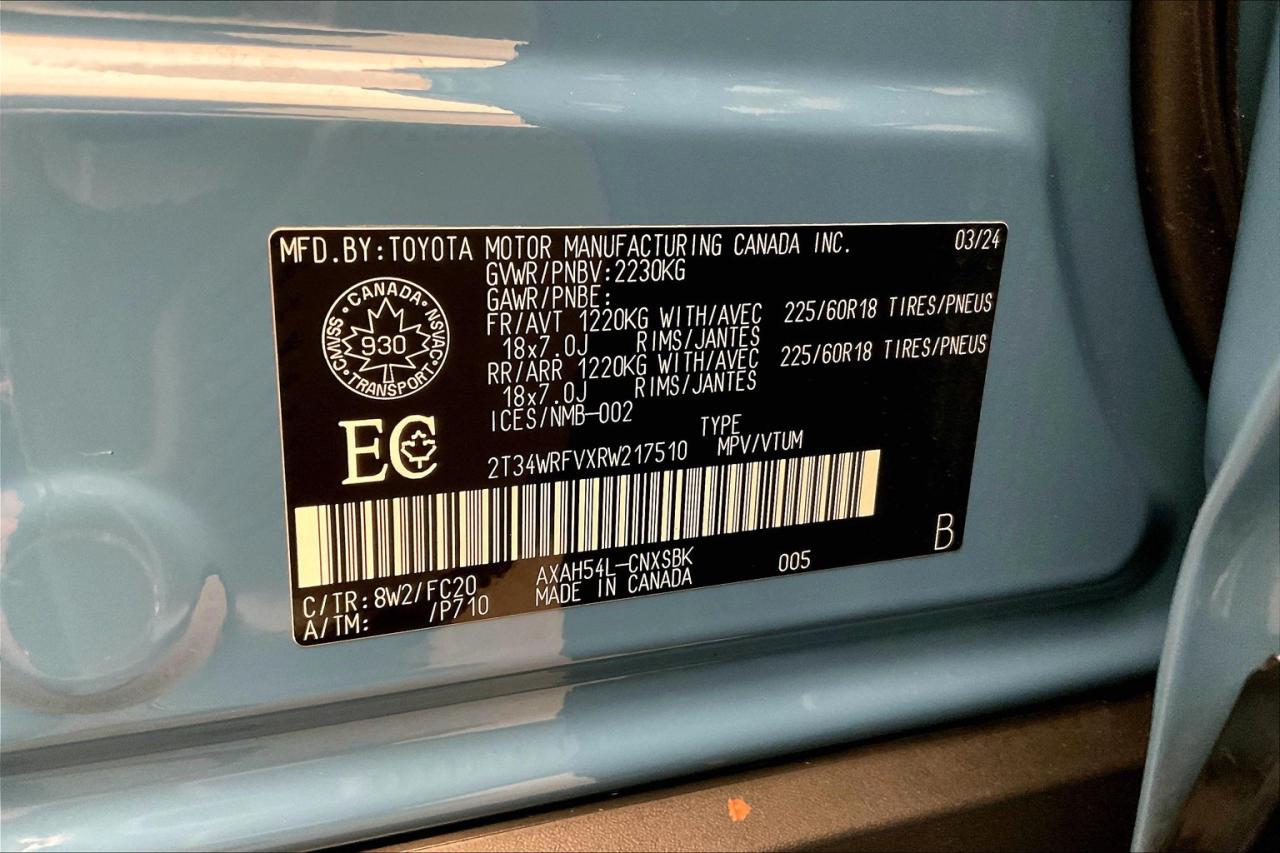 MFD.BY:TOYOTA MOTOR MANUFACTURING CANADA INC. 03/24
GVWR/PNBV:2230KG
GAWR/PNBE:
FR/AVT 1220KG WITH/AVEC 225/60R18 TIRES/PNEUS
18x7.0J RIMS/JANTES
RR/ARR 1220KG WITH/AVEC 225/60R18 TIRES/PNEUS
18x7.0J RIMS/JANTES
ICES/NMB-002
CANADA
CMVSS 930 NSVAC
TRANSPORT
EC
TYPE
2T34WRFVXRW217510 MPV/VTUM
B
C/TR:8W2/FC20 AXAH54L-CNXSBK 005
A/TM: /P710 MADE IN CANADA